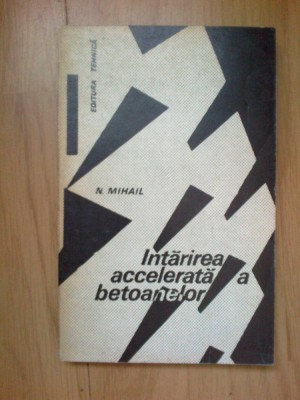 EDITURA TEHNICĂ
N. MIHAIL
Intărirea
accelerată a
betoanelor